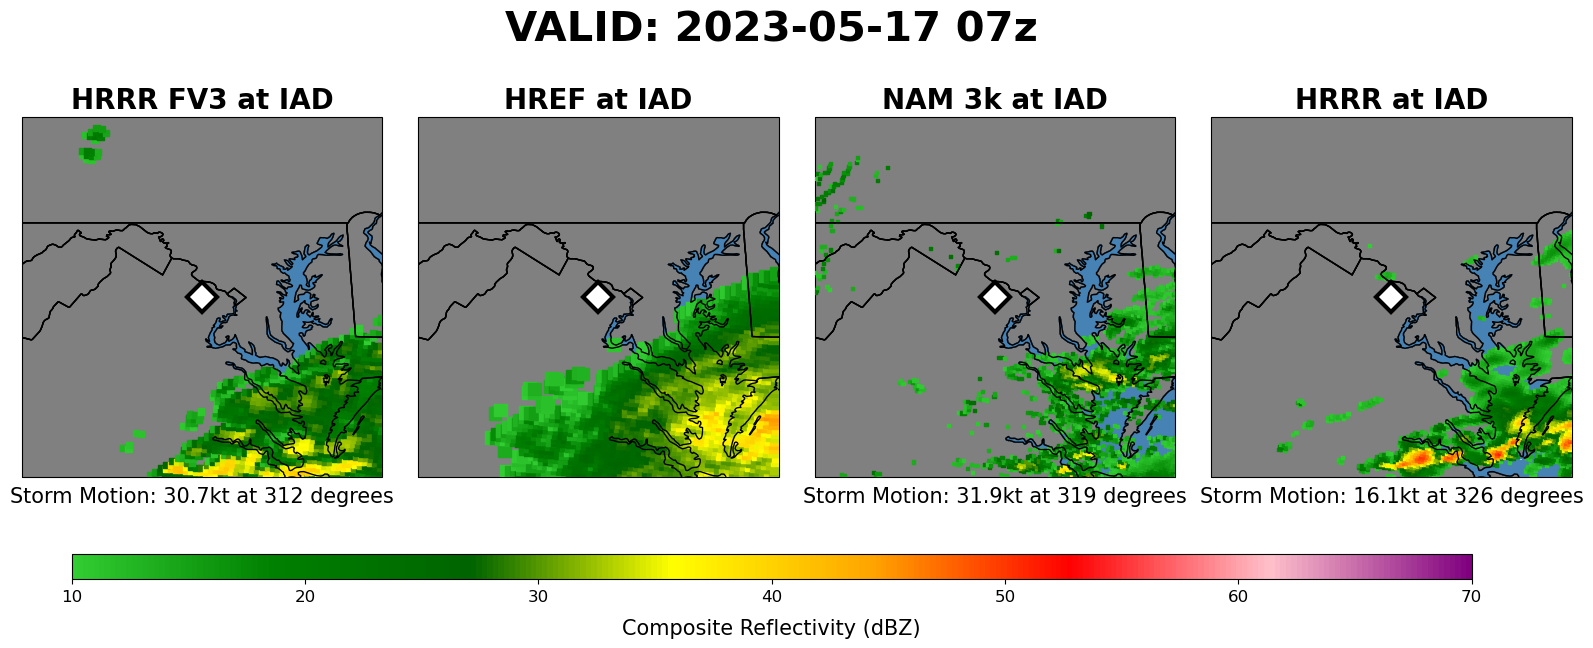 VALID: 2023-05-17 07z
HRRR FV3 at IAD
HREF at IAD
NAM 3k at IAD
HRRR at IAD
Storm Motion: 30.7kt at 312 degrees
Storm Motion: 31.9kt at 319 degrees
Storm Motion: 16.1kt at 326 degrees
10 20 30 40 50 60 70
Composite Reflectivity (dBZ)